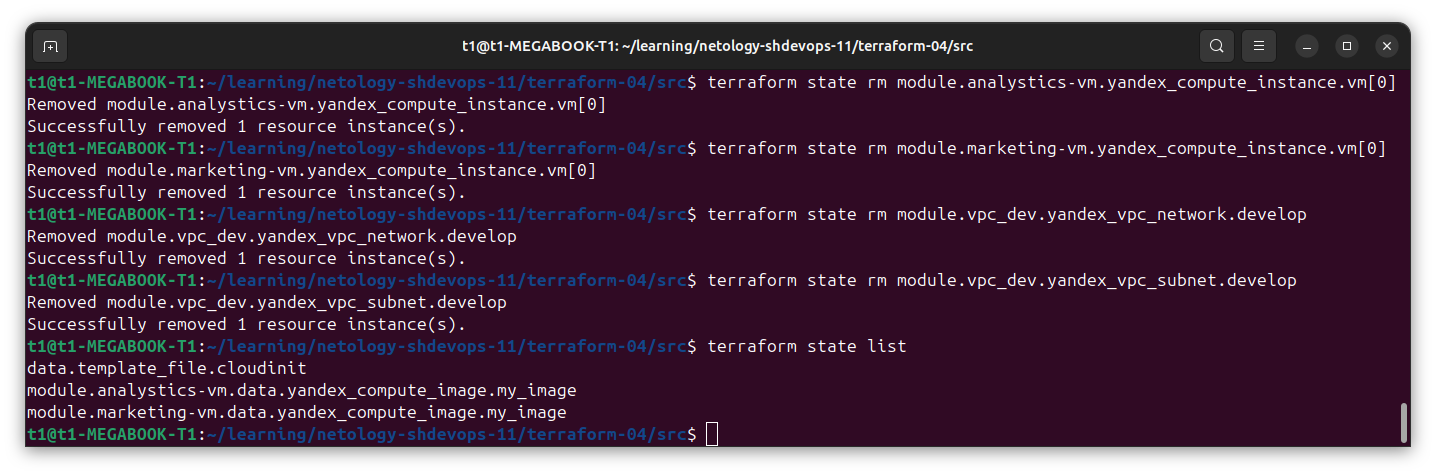 t1@t1-MEGABOOK-T1: ~/learning/netology-shdevops-11/terraform-04/src
t1@t1-MEGABOOK-T1:~/learning/netology-shdevops-11/terraform-04/src$ terraform state rm module.analystics-vm.yandex_compute_instance.vm[0]
Removed module.analystics-vm.yandex_compute_instance.vm[0]
Successfully removed 1 resource instance(s).
t1@t1-MEGABOOK-T1:~/learning/netology-shdevops-11/terraform-04/src$ terraform state rm module.marketing-vm.yandex_compute_instance.vm[0]
Removed module.marketing-vm.yandex_compute_instance.vm[0]
Successfully removed 1 resource instance(s).
t1@t1-MEGABOOK-T1:~/learning/netology-shdevops-11/terraform-04/src$ terraform state rm module.vpc_dev.yandex_vpc_network.develop
Removed module.vpc_dev.yandex_vpc_network.develop
Successfully removed 1 resource instance(s).
t1@t1-MEGABOOK-T1:~/learning/netology-shdevops-11/terraform-04/src$ terraform state rm module.vpc_dev.yandex_vpc_subnet.develop
Removed module.vpc_dev.yandex_vpc_subnet.develop
Successfully removed 1 resource instance(s).
t1@t1-MEGABOOK-T1:~/learning/netology-shdevops-11/terraform-04/src$ terraform state list
data.template_file.cloudinit
module.analystics-vm.data.yandex_compute_image.my_image
module.marketing-vm.data.yandex_compute_image.my_image
t1@t1-MEGABOOK-T1:~/learning/netology-shdevops-11/terraform-04/src$